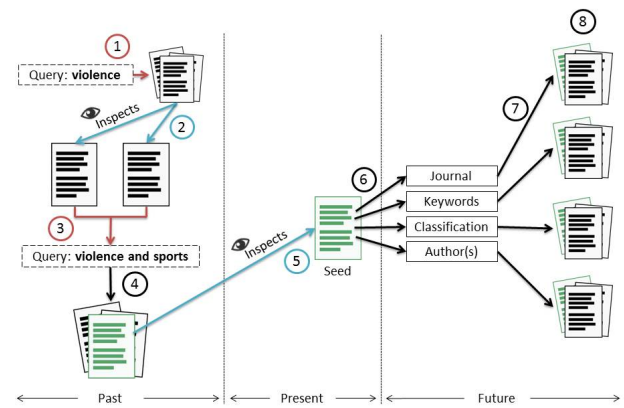 1
8
Query: violence
7
Inspects
2
6
Journal
Keywords
3
Classification
Inspects
Author(s)
Query: violence and sports
5
Seed
4
Past
Present
Future